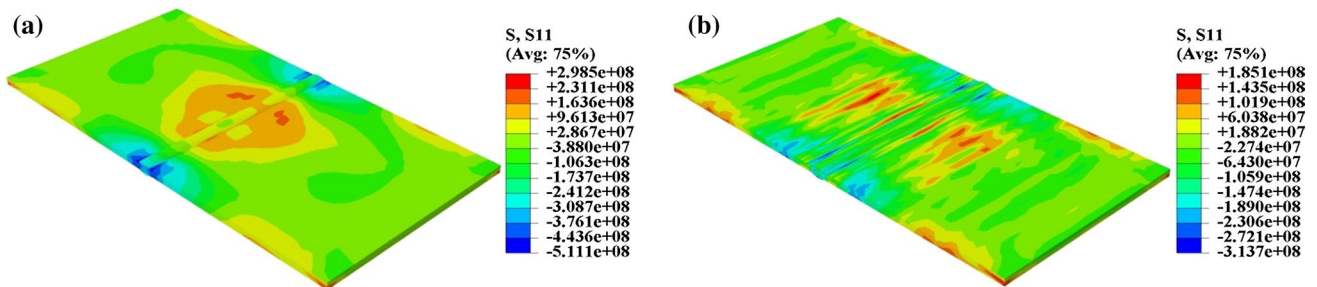 (a)
S, S11
(Avg: 75%)
+2.985e+08
+2.311e+08
+1.636e+08
+9.613e+07
+2.867e+07
-3.880e+07
-1.063e+08
-1.737e+08
-2.412e+08
-3.087e+08
-3.761e+08
-4.436e+08
-5.111e+08
(b)
S, S11
(Avg: 75%)
+1.851e+08
+1.435e+08
+1.019e+08
+6.038e+07
+1.882e+07
-2.274e+07
-6.430e+07
-1.059e+08
-1.474e+08
-1.890e+08
-2.306e+08
-2.721e+08
-3.137e+08